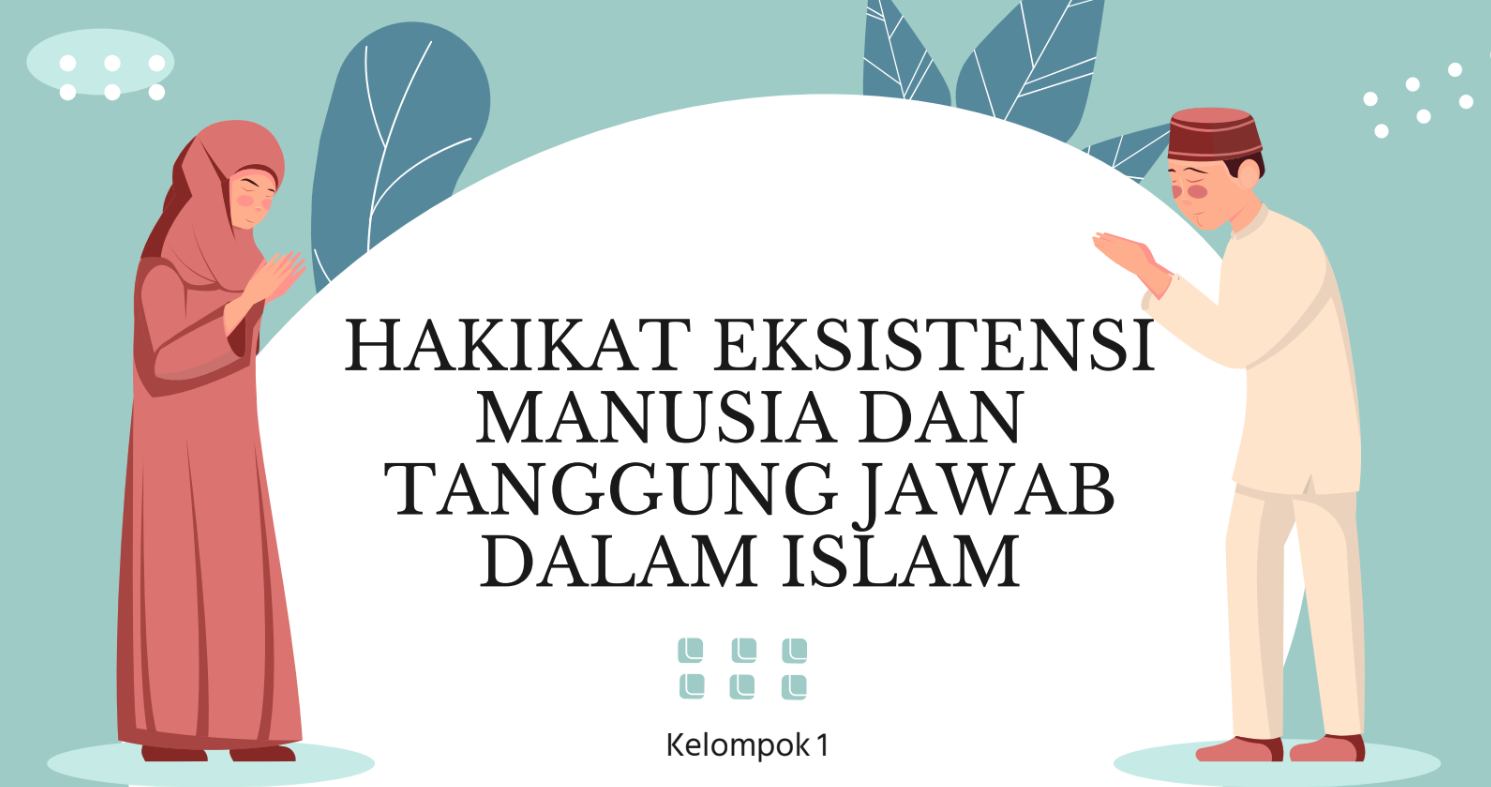 HAKIKAT EKSISTENSI
MANUSIA DAN
TANGGUNG JAWAB
DALAM ISLAM
Kelompok 1